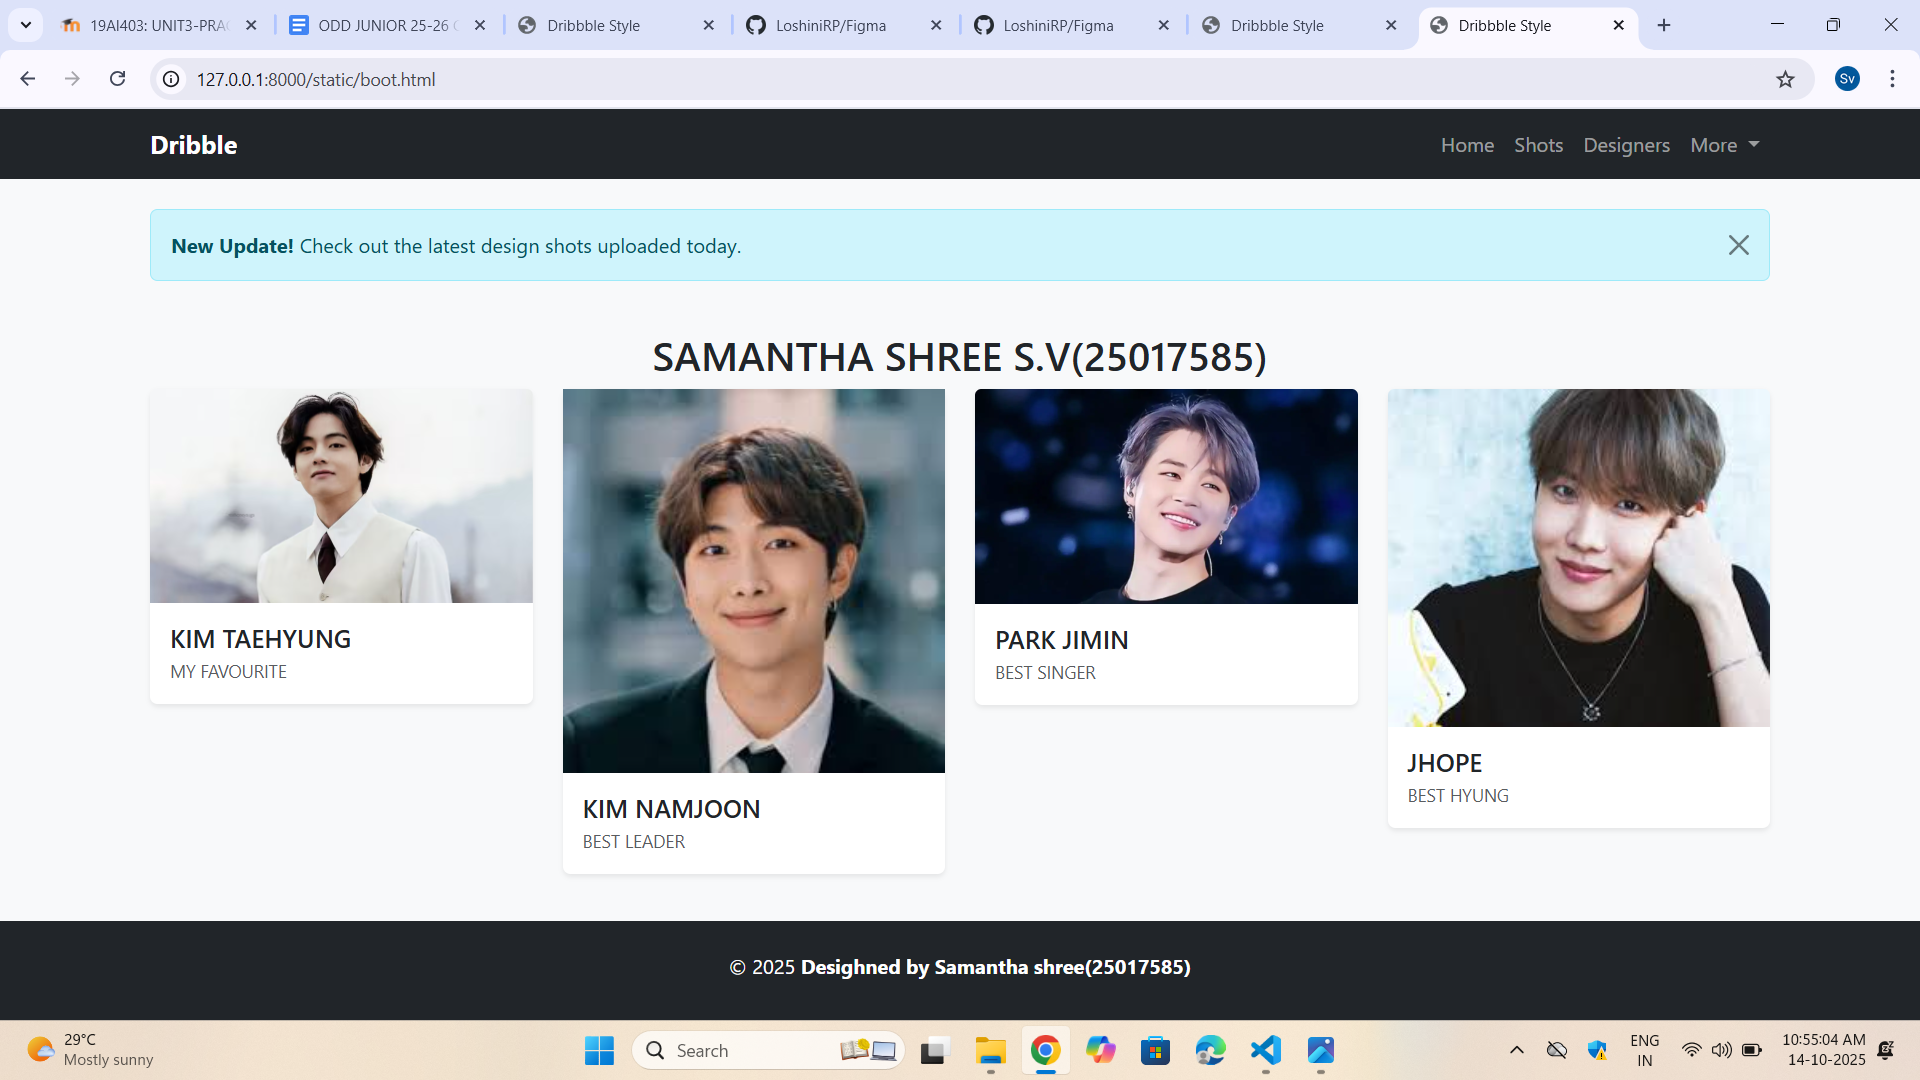 19AI403: UNIT3-PRAC
ODD JUNIOR 25-26 C
Dribbble Style
LoshiniRP/Figma
LoshiniRP/Figma
Dribbble Style
Dribbble Style
127.0.0.1:8000/static/boot.html
Sv
Dribble
Home Shots Designers More
New Update! Check out the latest design shots uploaded today.
SAMANTHA SHREE S.V(25017585)
KIM TAEHYUNG
MY FAVOURITE
KIM NAMJOON
BEST LEADER
PARK JIMIN
BEST SINGER
JHOPE
BEST HYUNG
© 2025 Desighned by Samantha shree(25017585)
29°C
Mostly sunny
Search
ENG
IN
10:55:04 AM
14-10-2025